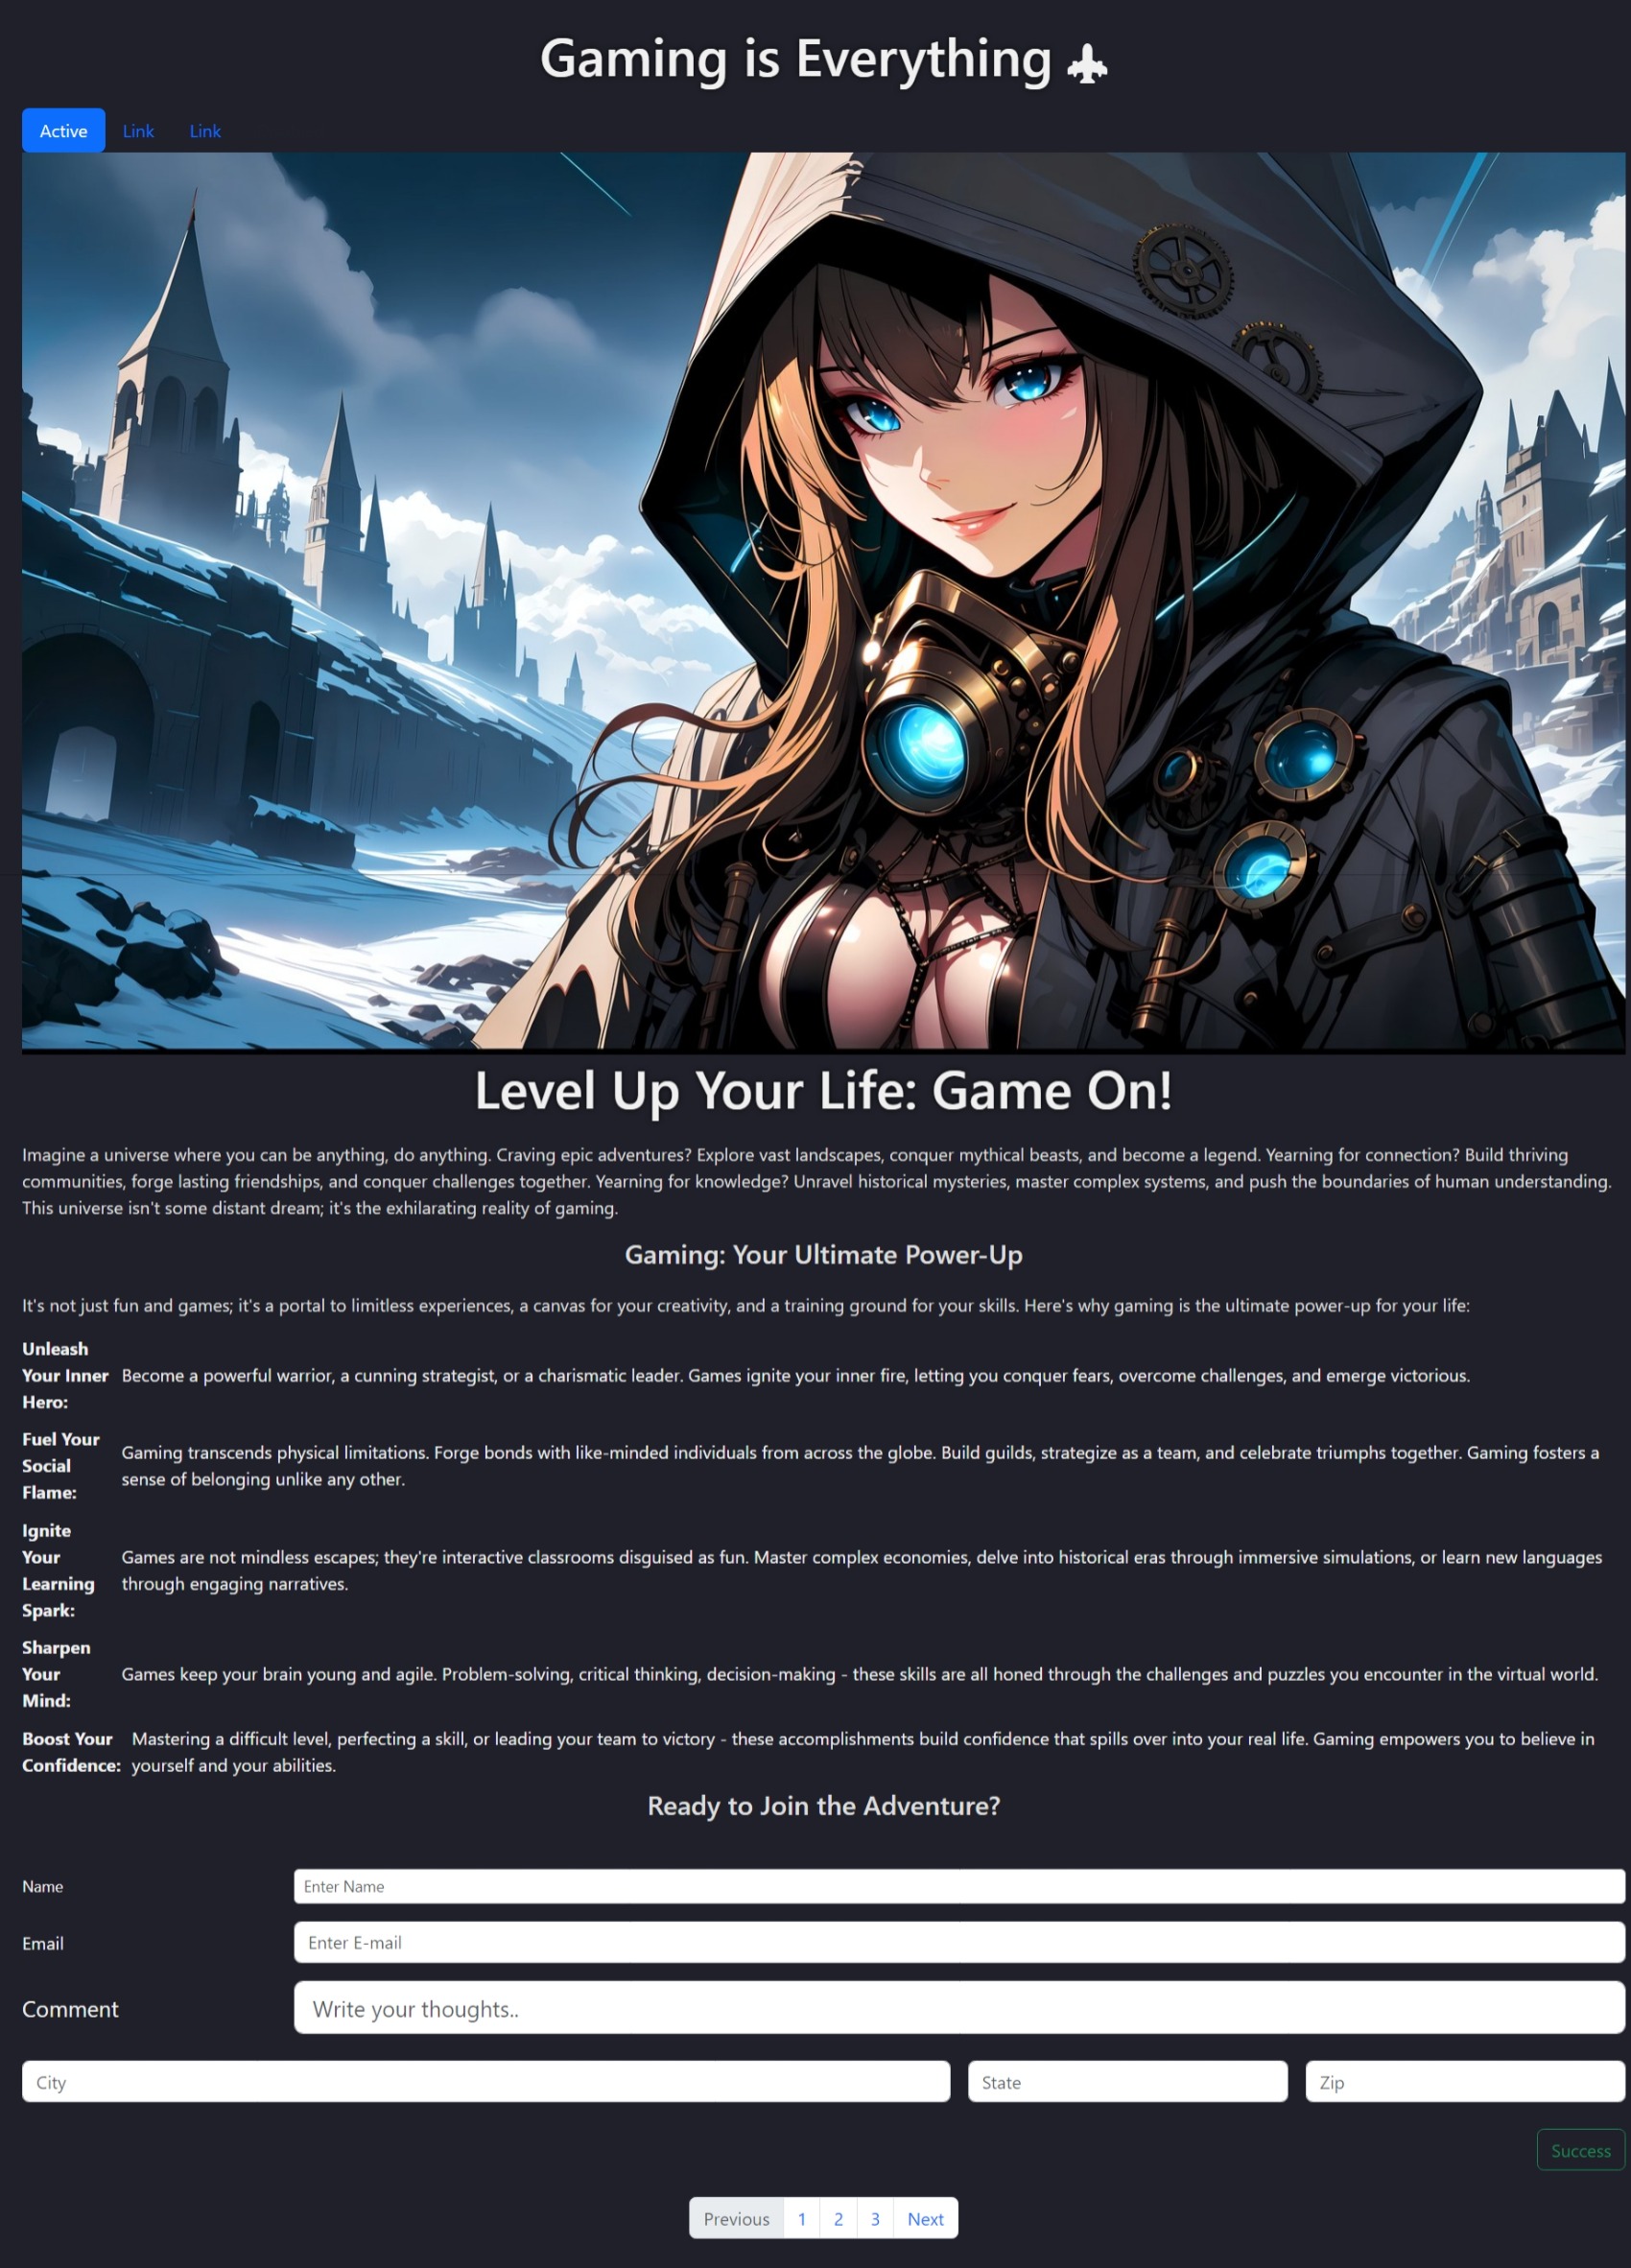 Gaming is Everything
Active
Link
Link
Level Up Your Life: Game On!
Imagine a universe where you can be anything, do anything. Craving epic adventures? Explore vast landscapes, conquer mythical beasts, and become a legend. Yearning for connection? Build thriving
communities, forge lasting friendships, and conquer challenges together. Yearning for knowledge? Unravel historical mysteries, master complex systems, and push the boundaries of human understanding.
This universe isn't some distant dream; it's the exhilarating reality of gaming.
Gaming: Your Ultimate Power-Up
It's not just fun and games; it's a portal to limitless experiences, a canvas for your creativity, and a training ground for your skills. Here's why gaming is the ultimate power-up for your life:
Unleash
Your Inner
Hero:
Become a powerful warrior, a cunning strategist, or a charismatic leader. Games ignite your inner fire, letting you conquer fears, overcome challenges, and emerge victorious.
Fuel Your
Social
Flame:
Gaming transcends physical limitations. Forge bonds with like-minded individuals from across the globe. Build guilds, strategize as a team, and celebrate triumphs together. Gaming fosters a
sense of belonging unlike any other.
Ignite
Your
Learning
Spark:
Games are not mindless escapes; they're interactive classrooms disguised as fun. Master complex economies, delve into historical eras through immersive simulations, or learn new languages
through engaging narratives.
Sharpen
Your
Mind:
Games keep your brain young and agile. Problem-solving, critical thinking, decision-making - these skills are all honed through the challenges and puzzles you encounter in the virtual world.
Boost Your
Confidence:
Mastering a difficult level, perfecting a skill, or leading your team to victory - these accomplishments build confidence that spills over into your real life. Gaming empowers you to believe in
yourself and your abilities.
Ready to Join the Adventure?
Name
Enter Name
Email
Enter E-mail
Comment
Write your thoughts..
City
State
Zip
Success
Previous
1
2
3
Next